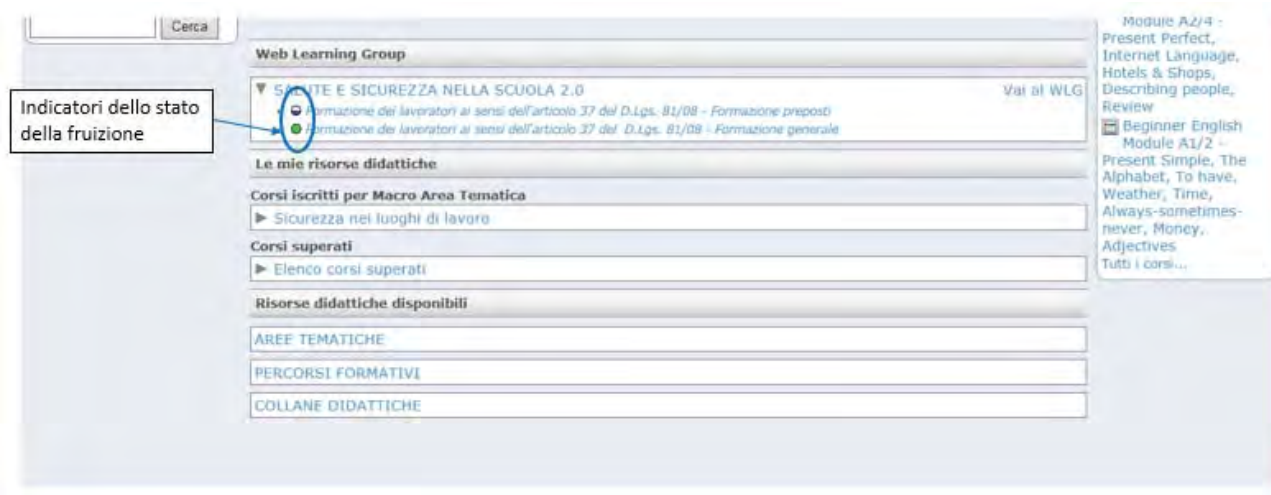 Cerca
Web Learning Group
SALUTE E SICUREZZA NELLA SCUOLA 2.0
Vai al WLG
Formazione dei lavoratori ai sensi dell'articolo 37 del D.Lgs. 81/08 - Formazione preposti
Formazione dei lavoratori ai sensi dell'articolo 37 del D.Lgs. 81/08 - Formazione generale
Indicatori dello stato
della fruizione
Le mie risorse didattiche
Corsi iscritti per Macro Area Tematica
Sicurezza nei luoghi di lavoro
Corsi superati
Elenco corsi superati
Risorse didattiche disponibili
AREE TEMATICHE
PERCORSI FORMATIVI
COLLANE DIDATTICHE
Module A2/4 -
Present Perfect,
Internet Language,
Hotels & Shops,
Describing people,
Review
Beginner English
Module A1/2 -
Present Simple, The
Alphabet, To have,
Weather, Time,
Always-sometimes-
never, Money,
Adjectives
Tutti i corsi...